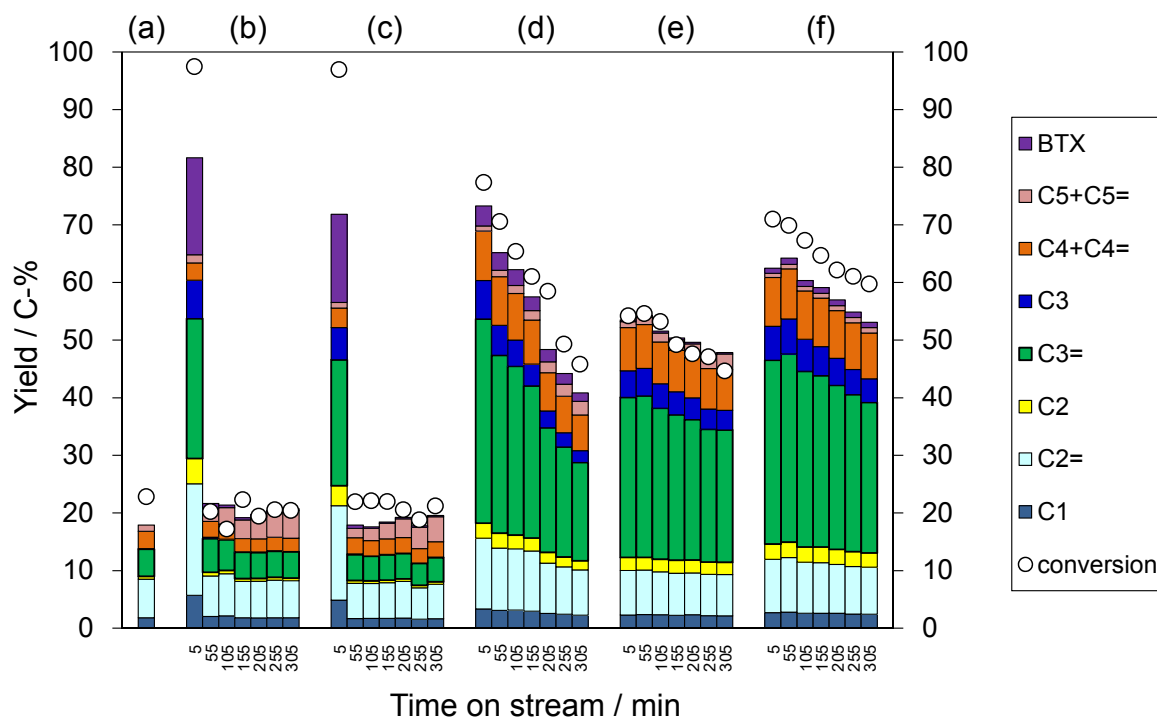 (a) (b) (c) (d) (e) (f)
100 100
90 90
80 80
70 70
60 60
50 50
40 40
30 30
20 20
10 10
0 0
Yield / C-%
5 55 105 155 205 255 305 5 55 105 155 205 255 305 5 55 105 155 205 255 305 5 55 105 155 205 255 305 5 55 105 155 205 255 305
Time on stream / min
BTX
C5+C5=
C4+C4=
C3
C3=
C2
C2=
C1
conversion